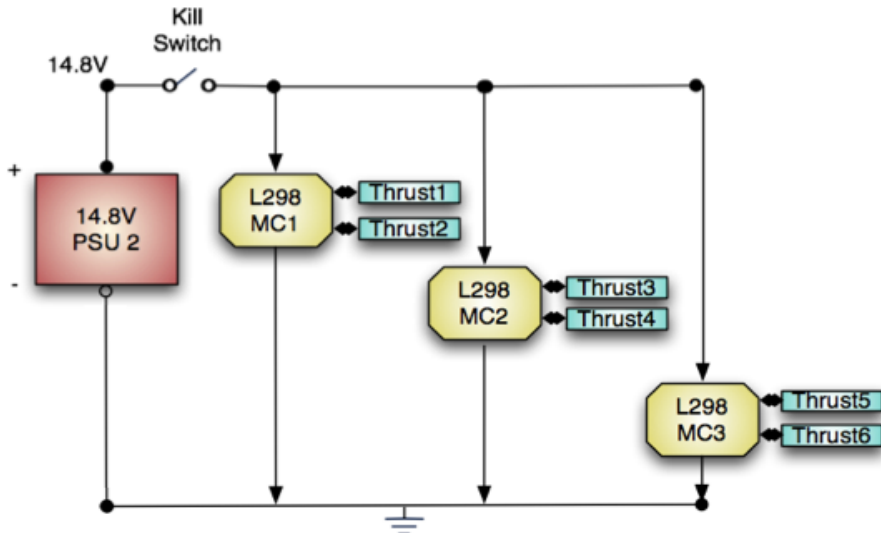 Kill
Switch
14.8V
+
14.8V
PSU 2
-
L298
MC1
Thrust1
Thrust2
L298
MC2
Thrust3
Thrust4
L298
MC3
Thrust5
Thrust6